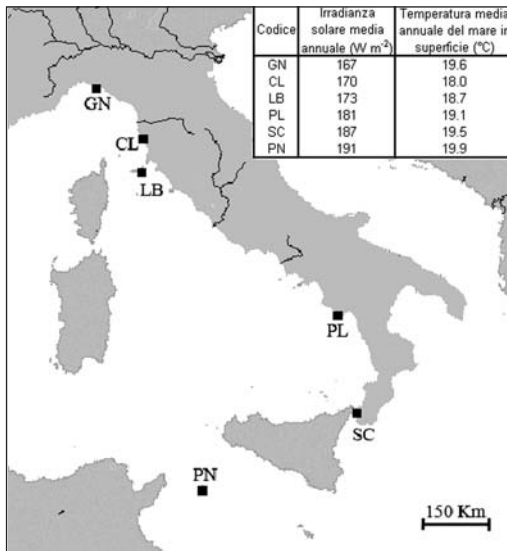 Codice Irradianza solare media annuale (W m⁻²) Temperatura media annuale del mare in superficie (°C)
GN 167 19.6
CL 170 18.0
LB 173 18.7
PL 181 19.1
SC 187 19.5
PN 191 19.9
GN
CL
LB
PL
SC
PN
150 Km